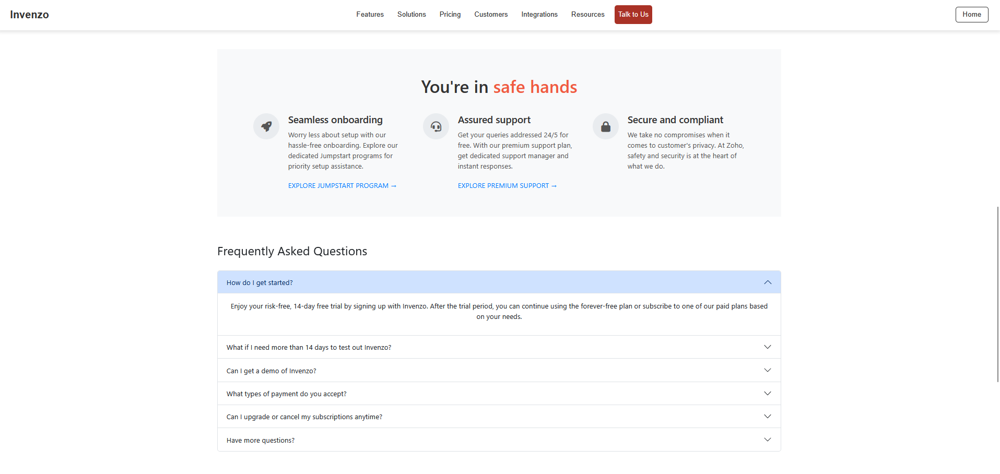 Invenzo
Features Solutions Pricing Customers Integrations Resources Talk to Us
Home
You're in safe hands
Seamless onboarding
Worry less about setup with our
hassle-free onboarding. Explore our
dedicated Jumpstart programs for
priority setup assistance.
EXPLORE JUMPSTART PROGRAM →
Assured support
Get your queries addressed 24/5 for
free. With our premium support plan,
get dedicated support manager and
instant responses.
EXPLORE PREMIUM SUPPORT →
Secure and compliant
We take no compromises when it
comes to customer's privacy. At Zoho,
safety and security is at the heart of
what we do.
Frequently Asked Questions
How do I get started?
Enjoy your risk-free, 14-day free trial by signing up with Invenzo. After the trial period, you can continue using the forever-free plan or subscribe to one of our paid plans based
on your needs.
What if I need more than 14 days to test out Invenzo?
Can I get a demo of Invenzo?
What types of payment do you accept?
Can I upgrade or cancel my subscriptions anytime?
Have more questions?